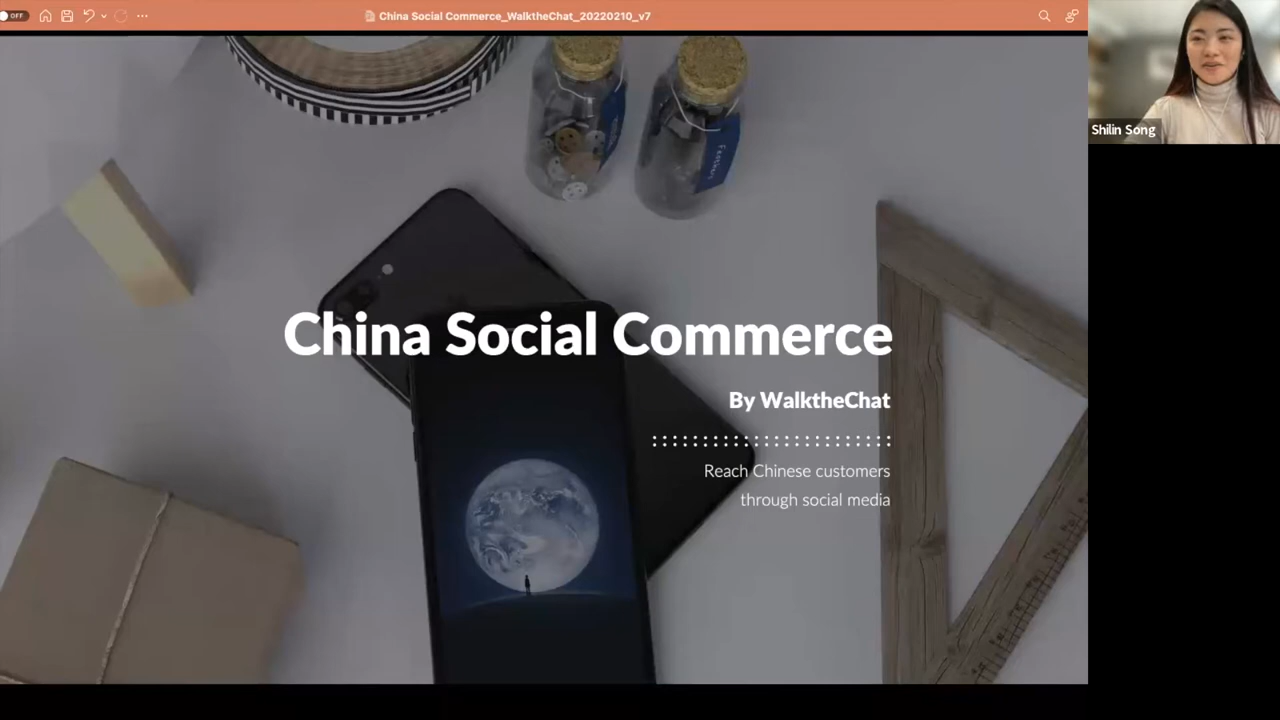 OFF
China Social Commerce_WalktheChat_20220210_v7
Shilin Song
China Social Commerce
By WalktheChat
Reach Chinese customers
through social media